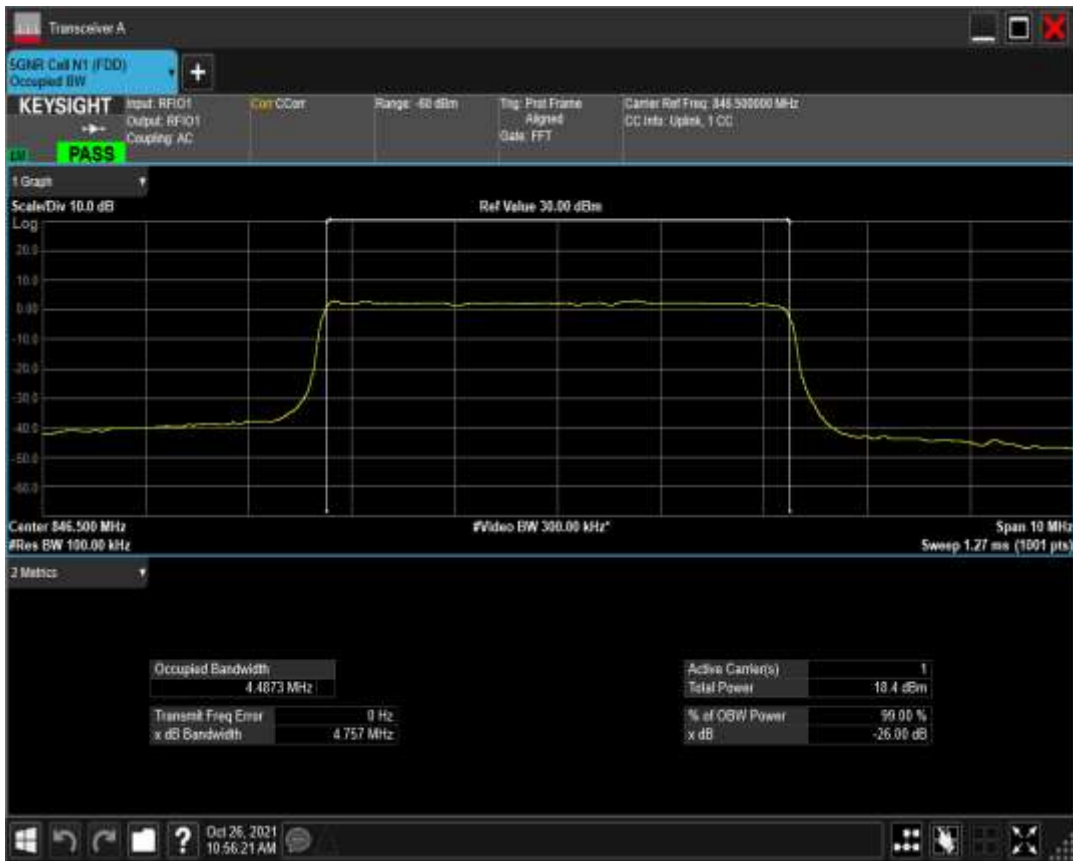 Transceiver A
5GNR Cell N1 (FDD)
Occupied BW
+
KEYSIGHT
Input: RFIO1
Output: RFIO1
Coupling: AC
Corr CCorr
Range: -60 dBm
Trig: Prot Frame
Aligned
Gate: FFT
Carrier Ref Freq: 846.500000 MHz
CC Info: Uplink, 1 CC
PASS
1 Graph
Scale/Div 10.0 dB
Ref Value 30.00 dBm
Log
20.0
10.0
0.00
-10.0
-20.0
-30.0
-40.0
-50.0
-60.0
Center 846.500 MHz
#Video BW 300.00 kHz*
Span 10 MHz
#Res BW 100.00 kHz
Sweep 1.27 ms (1001 pts)
2 Metrics
Occupied Bandwidth
4.4873 MHz
Transmit Freq Error 0 Hz
x dB Bandwidth 4.757 MHz
Active Carrier(s) 1
Total Power 18.4 dBm
% of OBW Power 99.00 %
x dB -26.00 dB
?
Oct 26, 2021
10:56:21 AM